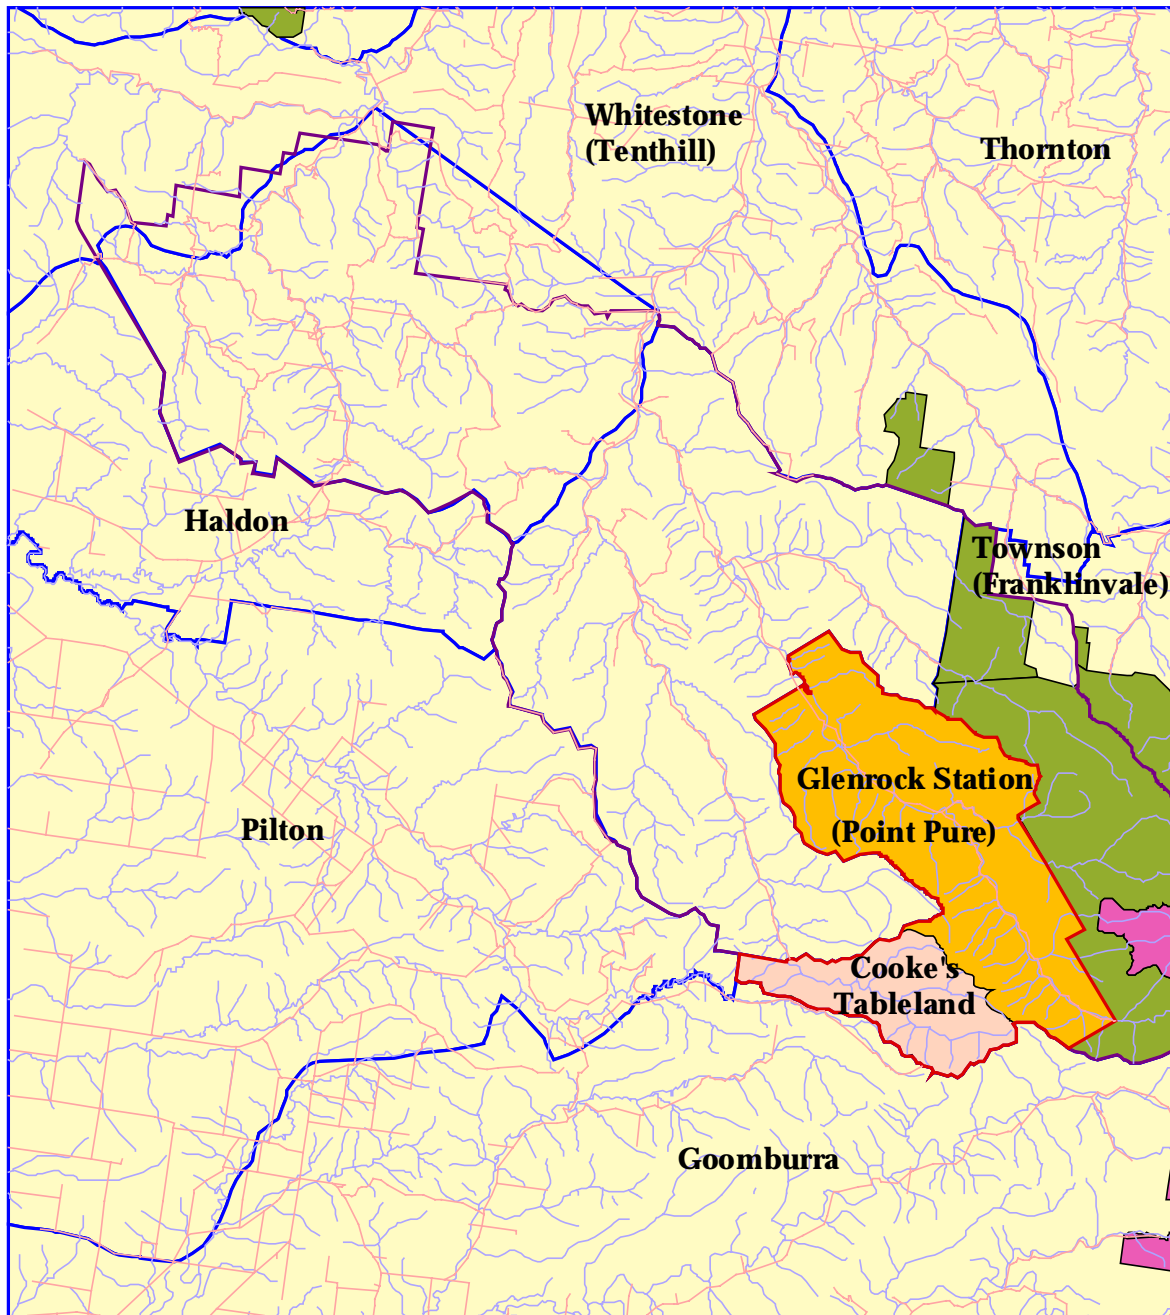 Whitestone
(Tenthill)
Thornton
Haldon
Townson
(Franklinvale)
Glenrock Station
(Point Pure)
Pilton
Cooke's
Tableland
Goomburra